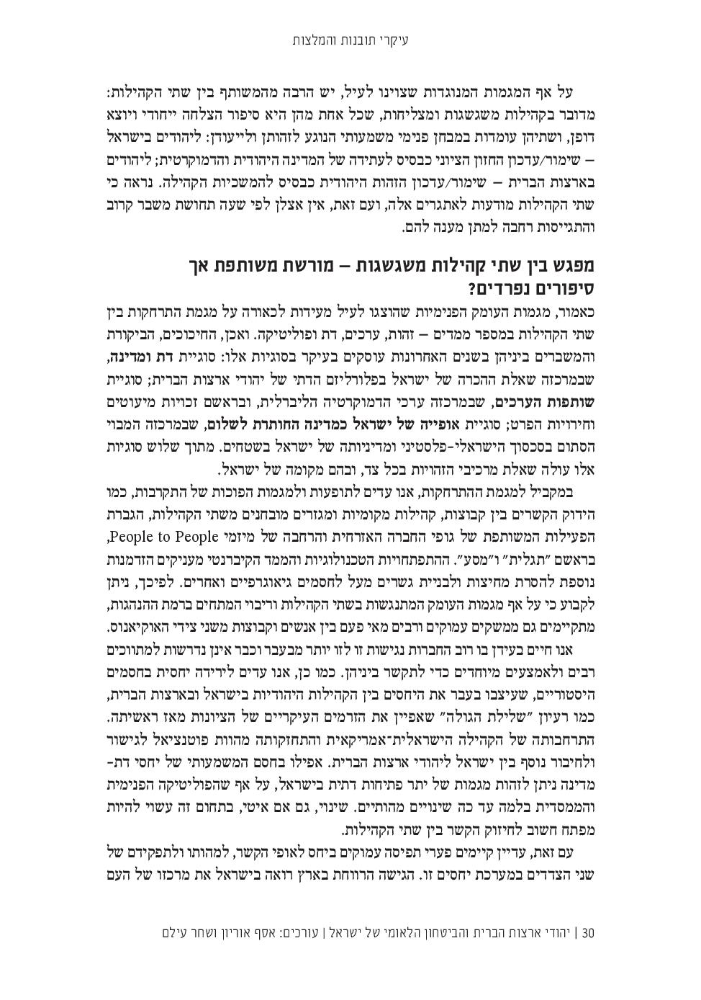 עיקרי תובנות והמלצות
על אף המגמות המנוגדות שצוינו לעיל, יש הרבה מהמשותף בין שתי הקהילות:
מדובר בקהילות משגשגות ומצליחות, שכל אחת מהן היא סיפור הצלחה ייחודי ויוצא
דופן, ושתיהן עומדות במבחן פנימי משמעותי הנוגע לזהותן ולייעודן: ליהודים בישראל
– שימור/עדכון החזון הציוני כבסיס לעתידה של המדינה היהודית והדמוקרטית; ליהודים
בארצות הברית – שימור/עדכון הזהות היהודית כבסיס להמשכיות הקהילה. נראה כי
שתי הקהילות מודעות לאתגרים אלה, ועם זאת, אין אצלן לפי שעה תחושת משבר קרוב
והתגייסות רחבה למתן מענה להם.
מפגש בין שתי קהילות משגשגות – מורשת משותפת אך
סיפורים נפרדים?
כאמור, מגמות העומק הפנימיות שהוצגו לעיל מעידות לכאורה על מגמת התרחקות בין
שתי הקהילות במספר ממדים – זהות, ערכים, דת ופוליטיקה. ואכן, החיכוכים, הביקורת
והמשברים ביניהן בשנים האחרונות עוסקים בעיקר בסוגיות אלו: סוגיית דת ומדינה,
שבמרכזה שאלת ההכרה של ישראל בפלורליזם הדתי של יהודי ארצות הברית; סוגיית
שותפות הערכים, שבמרכזה ערכי הדמוקרטיה הליברלית, ובראשם זכויות מיעוטים
וחירויות הפרט; סוגיית אופייה של ישראל כמדינה החותרת לשלום, שבמרכזה המבוי
הסתום בסכסוך הישראלי-פלסטיני ומדיניותה של ישראל בשטחים. מתוך שלוש סוגיות
אלו עולה שאלת מרכיבי הזהויות בכל צד, ובהם מקומה של ישראל.
במקביל למגמת ההתרחקות, אנו עדים לתופעות ולמגמות הפוכות של התקרבות, כמו
הידוק הקשרים בין קבוצות, קהילות מקומיות ומגזרים מובחנים משתי הקהילות, הגברת
הפעילות המשותפת של גופי החברה האזרחית והרחבה של מיזמי People to People,
בראשם "תגלית" ו"מסע". ההתפתחויות הטכנולוגיות והממד הקיברנטי מעניקים הזדמנות
נוספת להסרת מחיצות ולבניית גשרים מעל לחסמים גיאוגרפיים ואחרים. לפיכך, ניתן
לקבוע כי על אף מגמות העומק המתנגשות בשתי הקהילות וריבוי המתחים ברמת ההנהגות,
מתקיימים גם ממשקים עמוקים ורבים מאי פעם בין אנשים וקבוצות משני צידי האוקיאנוס.
אנו חיים בעידן בו רוב החברות נגישות זו לזו יותר מבעבר וכבר אינן נדרשות למתווכים
רבים ולאמצעים מיוחדים כדי לתקשר ביניהן. כמו כן, אנו עדים לירידה יחסית בחסמים
היסטוריים, שעיצבו בעבר את היחסים בין הקהילות היהודיות בישראל ובארצות הברית,
כמו רעיון "שלילת הגולה" שאפיין את הזרמים העיקריים של הציונות מאז ראשיתה.
התרחבותה של הקהילה הישראלית־אמריקאית והתחזקותה מהוות פוטנציאל לגישור
ולחיבור נוסף בין ישראל ליהודי ארצות הברית. אפילו בחסם המשמעותי של יחסי דת-
מדינה ניתן לזהות מגמות של יתר פתיחות דתית בישראל, על אף שהפוליטיקה הפנימית
והממסדית בלמה עד כה שינויים מהותיים. שינוי, גם אם איטי, בתחום זה עשוי להיות
מפתח חשוב לחיזוק הקשר בין שתי הקהילות.
עם זאת, עדיין קיימים פערי תפיסה עמוקים ביחס לאופי הקשר, למהותו ולתפקידם של
שני הצדדים במערכת יחסים זו. הגישה הרווחת בארץ רואה בישראל את מרכזו של העם
30 | יהודי ארצות הברית והביטחון הלאומי של ישראל | עורכים: אסף אוריון ושחר עילם